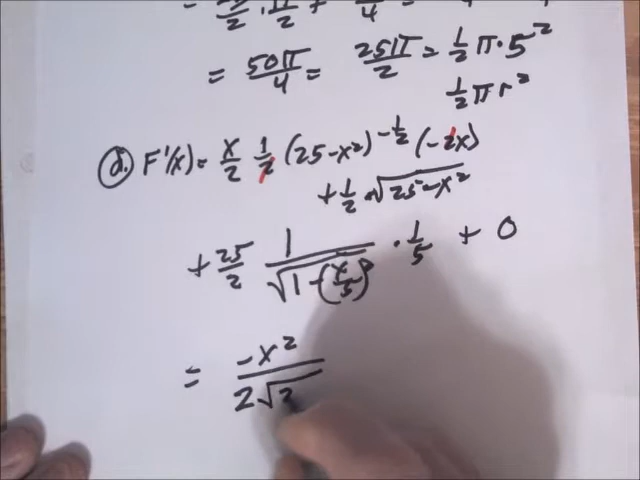 = 50π/4 = 25π/2 = 1/2 π · 5²
1/2 π r²
d. F'(x) = x/2 1/2 (25 - x²)^-1/2 (-2x)
+ 1/2 · √25 - x²
+ 25/2 1/√1 - (x/5)² · 1/5 + 0
= -x²/2√2